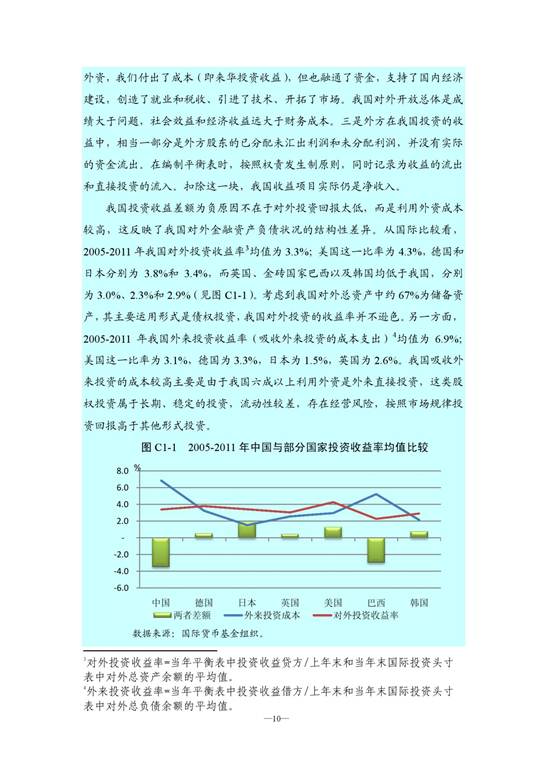 外资，我们付出了成本（即来华投资收益），但也融通了资金，支持了国内经济
建设，创造了就业和税收、引进了技术、开拓了市场。我国对外开放总体是成
绩大于问题，社会效益和经济收益远大于财务成本。三是外方在我国投资的收
益中，相当一部分是外方股东的已分配未汇出利润和未分配利润，并没有实际
的资金流出。在编制平衡表时，按照权责发生制原则，同时记录为收益的流出
和直接投资的流入。扣除这一块，我国收益项目实际仍是净收入。
我国投资收益差额为负原因不在于对外投资回报太低、而是利用外资成本
较高，这反映了我国对外金融资产负债状况的结构性差异。从国际比较看，
2005-2011 年我国对外投资收益率3均值为 3.3%；美国这一比率为 4.3%，德国和
日本分别为 3.8%和 3.4%，而英国、金砖国家巴西以及韩国均低于我国，分别
为 3.0%、2.3%和 2.9%（见图 C1-1）。考虑到我国对外总资产中约 67%为储备资
产，其主要运用形式是债权投资，我国对外投资的收益率并不逊色。另一方面，
2005-2011 年我国外来投资收益率（吸收外来投资的成本支出）4均值为 6.9%；
美国这一比率为 3.1%，德国为 3.3%，日本为 1.5%，英国为 2.6%。我国吸收外
来投资的成本较高主要是由于我国六成以上利用外资是外来直接投资，这类股
权投资属于长期、稳定的投资，流动性较差，存在经营风险，按照市场规律投
资回报高于其他形式投资。
图 C1-1 2005-2011 年中国与部分国家投资收益率均值比较
%
8.0
6.0
4.0
2.0
-
-2.0
-4.0
-6.0
中国 德国 日本 英国 美国 巴西 韩国
两者差额 外来投资成本 对外投资收益率
数据来源：国际货币基金组织。
3对外投资收益率=当年平衡表中投资收益贷方/上年末和当年末国际投资头寸
表中对外总资产余额的平均值。
4外来投资收益率=当年平衡表中投资收益借方/上年末和当年末国际投资头寸
表中对外总负债余额的平均值。
—10—